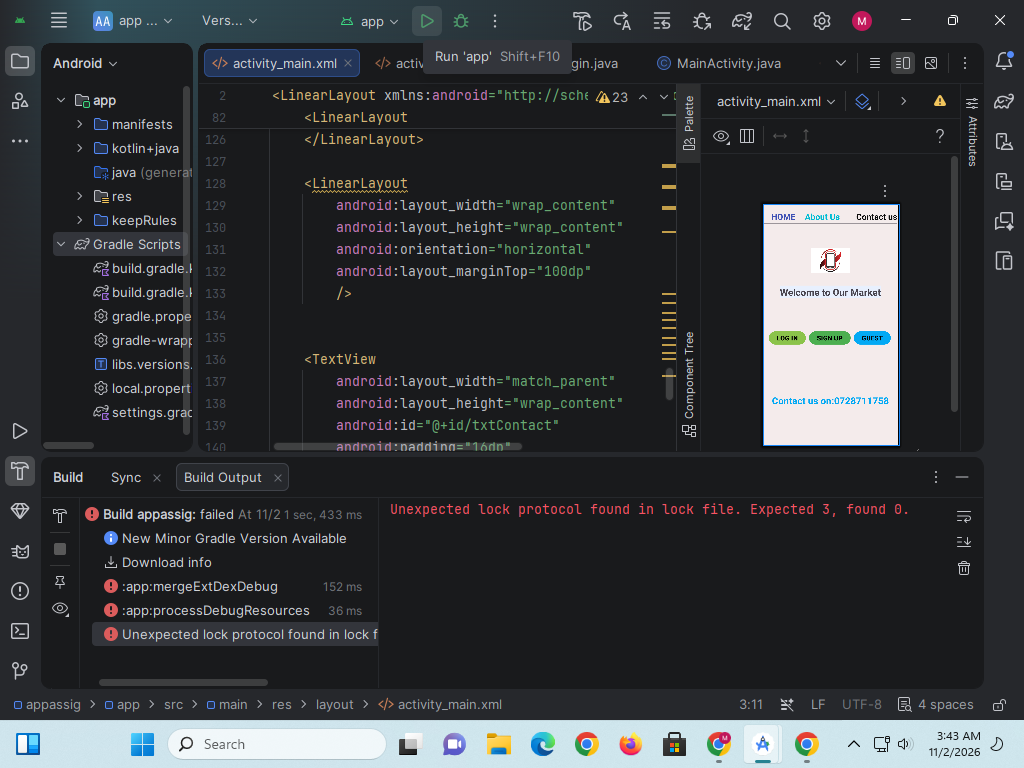 AA app ... Vers... app M
Android
activity_main.xml
activ
Run 'app' Shift+F10
gin.java
MainActivity.java
app
manifests
kotlin+java
java (generat
res
keepRules
Gradle Scripts
build.gradle.k
build.gradle.k
gradle.prope
gradle-wrapp
libs.versions.
local.propert
settings.grad
2 <LinearLayout xmlns:android="http://sche 23
82 <LinearLayout
126 </LinearLayout>
127
128 <LinearLayout
129 android:layout_width="wrap_content"
130 android:layout_height="wrap_content"
131 android:orientation="horizontal"
132 android:layout_marginTop="100dp"
133 />
134
135
136 <TextView
137 android:layout_width="match_parent"
138 android:layout_height="wrap_content"
139 android:id="@+id/txtContact"
140 android:padding="16dp"
Palette
Component Tree
activity_main.xml
Attributes
?
HOME About Us Contact us
Welcome to Our Market
LOG IN SIGN UP GUEST
Contact us on:0728711758
Build Sync Build Output
Build appassig: failed At 11/2 1 sec, 433 ms
New Minor Gradle Version Available
Download info
:app:mergeExtDexDebug 152 ms
:app:processDebugResources 36 ms
Unexpected lock protocol found in lock f
Unexpected lock protocol found in lock file. Expected 3, found 0.
appassig > app > src > main > res > layout > activity_main.xml
3:11 LF UTF-8 4 spaces
Search
3:43 AM
11/2/2026